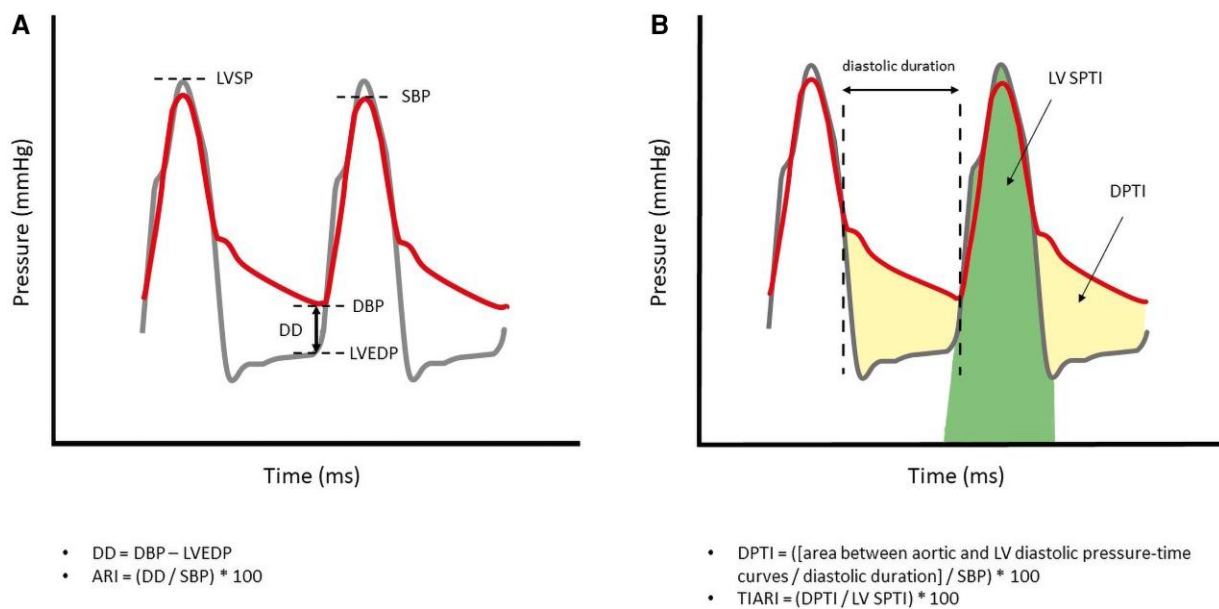 A
Pressure (mmHg)
LVSP
SBP
DBP
DD
LVEDP
Time (ms)
• DD = DBP – LVEDP
• ARI = (DD / SBP) * 100
B
Pressure (mmHg)
diastolic duration
LV SPTI
DPTI
Time (ms)
• DPTI = ([area between aortic and LV diastolic pressure-time
curves / diastolic duration] / SBP) * 100
• TIARI = (DPTI / LV SPTI) * 100